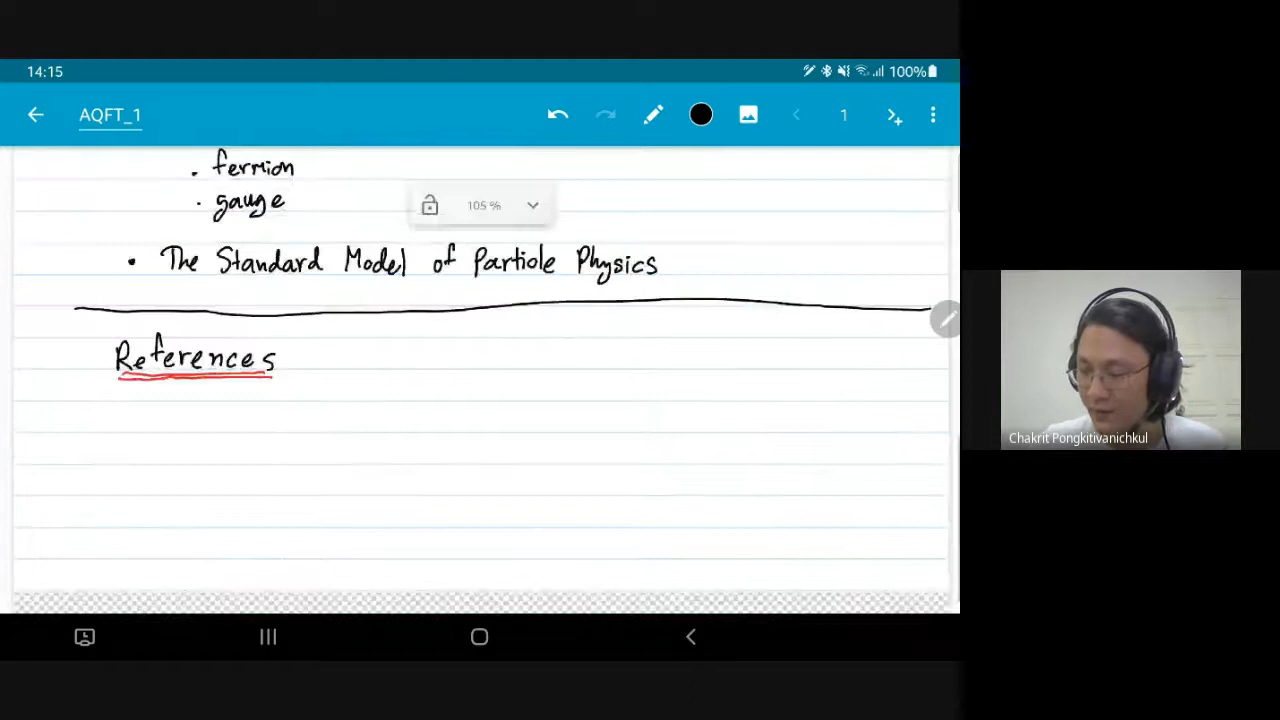 14:15
100%
AQFT_1
1
. fermion
. gauge
105 %
• The Standard Model of Particle Physics
References
Chakrit Pongkitivanichkul